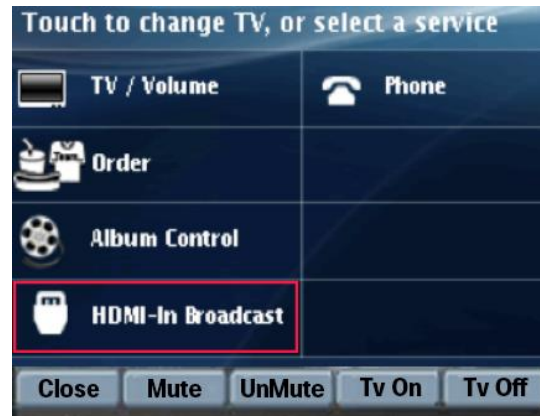 Touch to change TV, or select a service
TV / Volume
Phone
Order
Album Control
HDMI-In Broadcast
Close Mute UnMute Tv On Tv Off